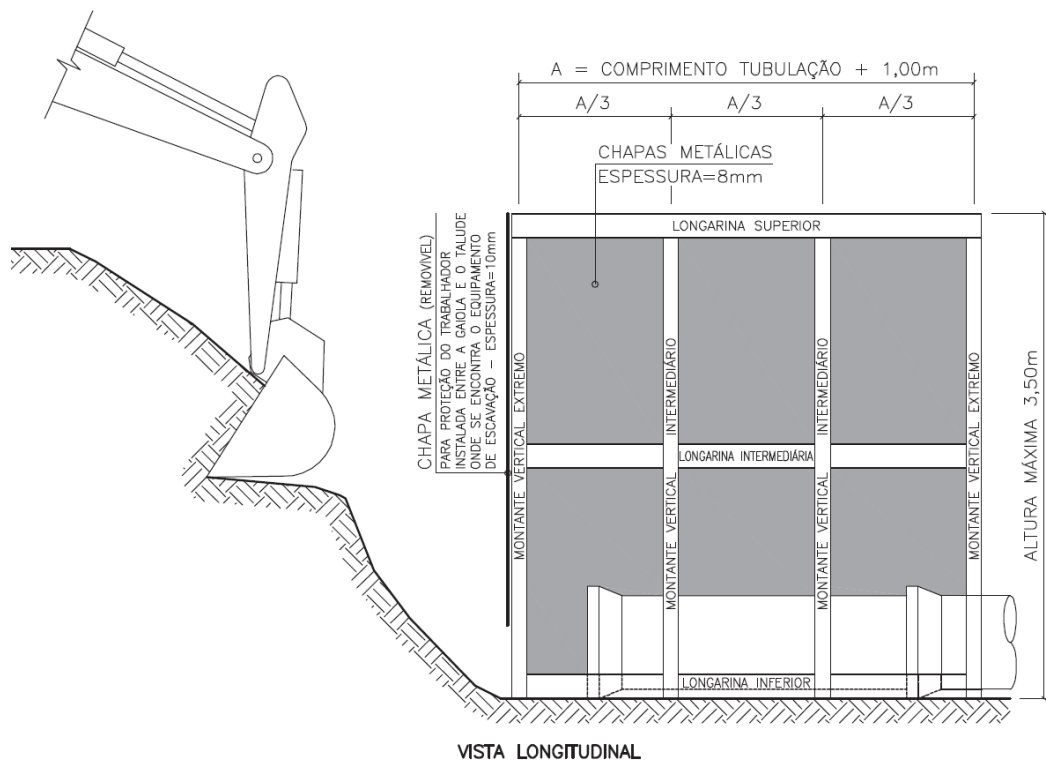 A = COMPRIMENTO TUBULAÇÃO + 1,00m
A/3
A/3
A/3
CHAPAS METÁLICAS
ESPESSURA=8mm
CHAPA METÁLICA (REMOVÍVEL)
PARA PROTEÇÃO DO TRABALHADOR
INSTALADA ENTRE A GAIOLA E O TALUDE
ONDE SE ENCONTRA O EQUIPAMENTO
DE ESCAVAÇÃO - ESPESSURA=10mm
LONGARINA SUPERIOR
MONTANTE VERTICAL EXTREMO
MONTANTE VERTICAL INTERMEDIÁRIO
MONTANTE VERTICAL INTERMEDIÁRIO
MONTANTE VERTICAL EXTREMO
LONGARINA INTERMEDIÁRIA
LONGARINA INFERIOR
ALTURA MÁXIMA 3,50m
VISTA LONGITUDINAL